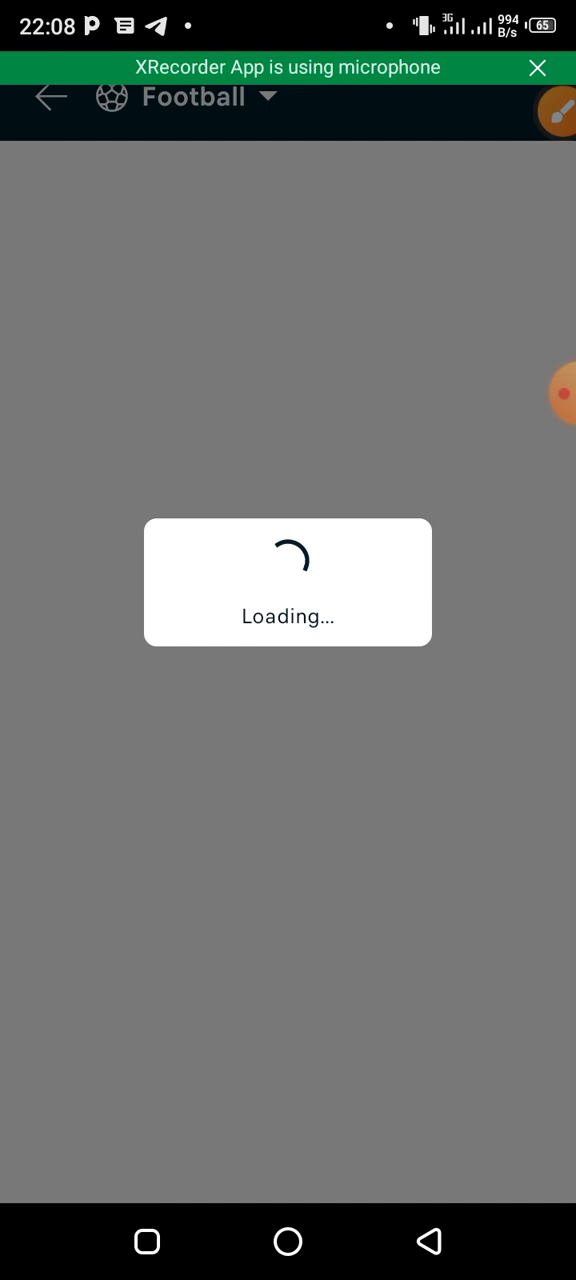 22:08
3G
994
B/s
65
XRecorder App is using microphone
Football
Loading...